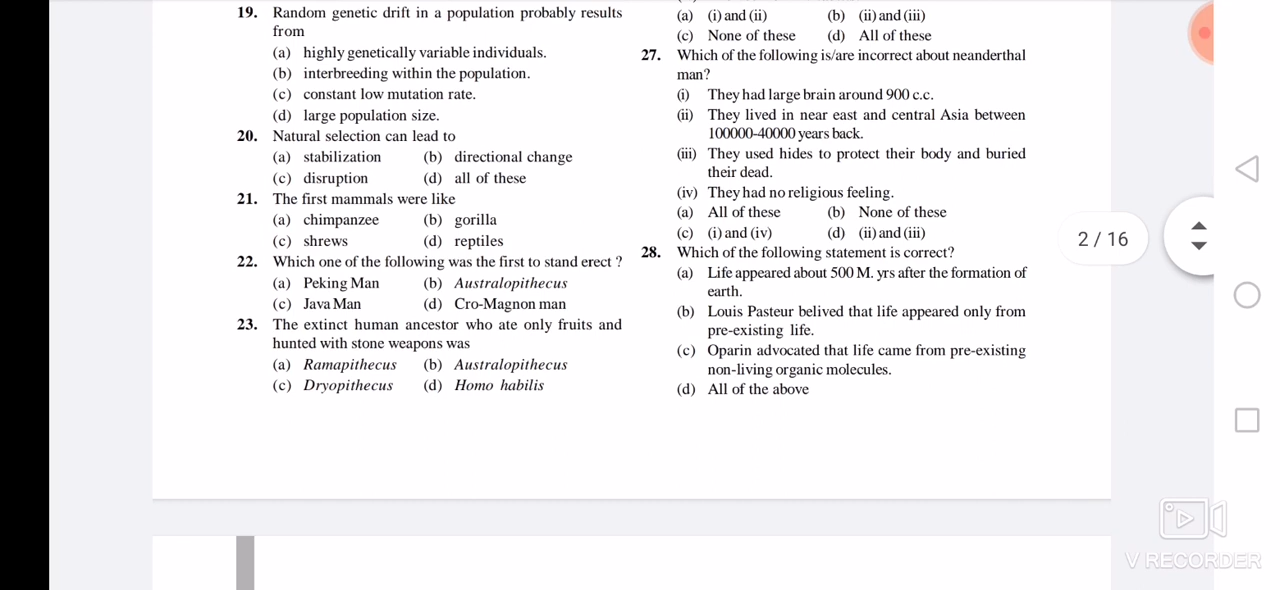 19. Random genetic drift in a population probably results
from
(a) highly genetically variable individuals.
(b) interbreeding within the population.
(c) constant low mutation rate.
(d) large population size.
20. Natural selection can lead to
(a) stabilization (b) directional change
(c) disruption (d) all of these
21. The first mammals were like
(a) chimpanzee (b) gorilla
(c) shrews (d) reptiles
22. Which one of the following was the first to stand erect ?
(a) Peking Man (b) Australopithecus
(c) Java Man (d) Cro-Magnon man
23. The extinct human ancestor who ate only fruits and
hunted with stone weapons was
(a) Ramapithecus (b) Australopithecus
(c) Dryopithecus (d) Homo habilis
(a) (i) and (ii) (b) (ii) and (iii)
(c) None of these (d) All of these
27. Which of the following is/are incorrect about neanderthal
man?
(i) They had large brain around 900 c.c.
(ii) They lived in near east and central Asia between
100000-40000 years back.
(iii) They used hides to protect their body and buried
their dead.
(iv) They had no religious feeling.
(a) All of these (b) None of these
(c) (i) and (iv) (d) (ii) and (iii)
28. Which of the following statement is correct?
(a) Life appeared about 500 M. yrs after the formation of
earth.
(b) Louis Pasteur belived that life appeared only from
pre-existing life.
(c) Oparin advocated that life came from pre-existing
non-living organic molecules.
(d) All of the above
2 / 16
V RECORDER